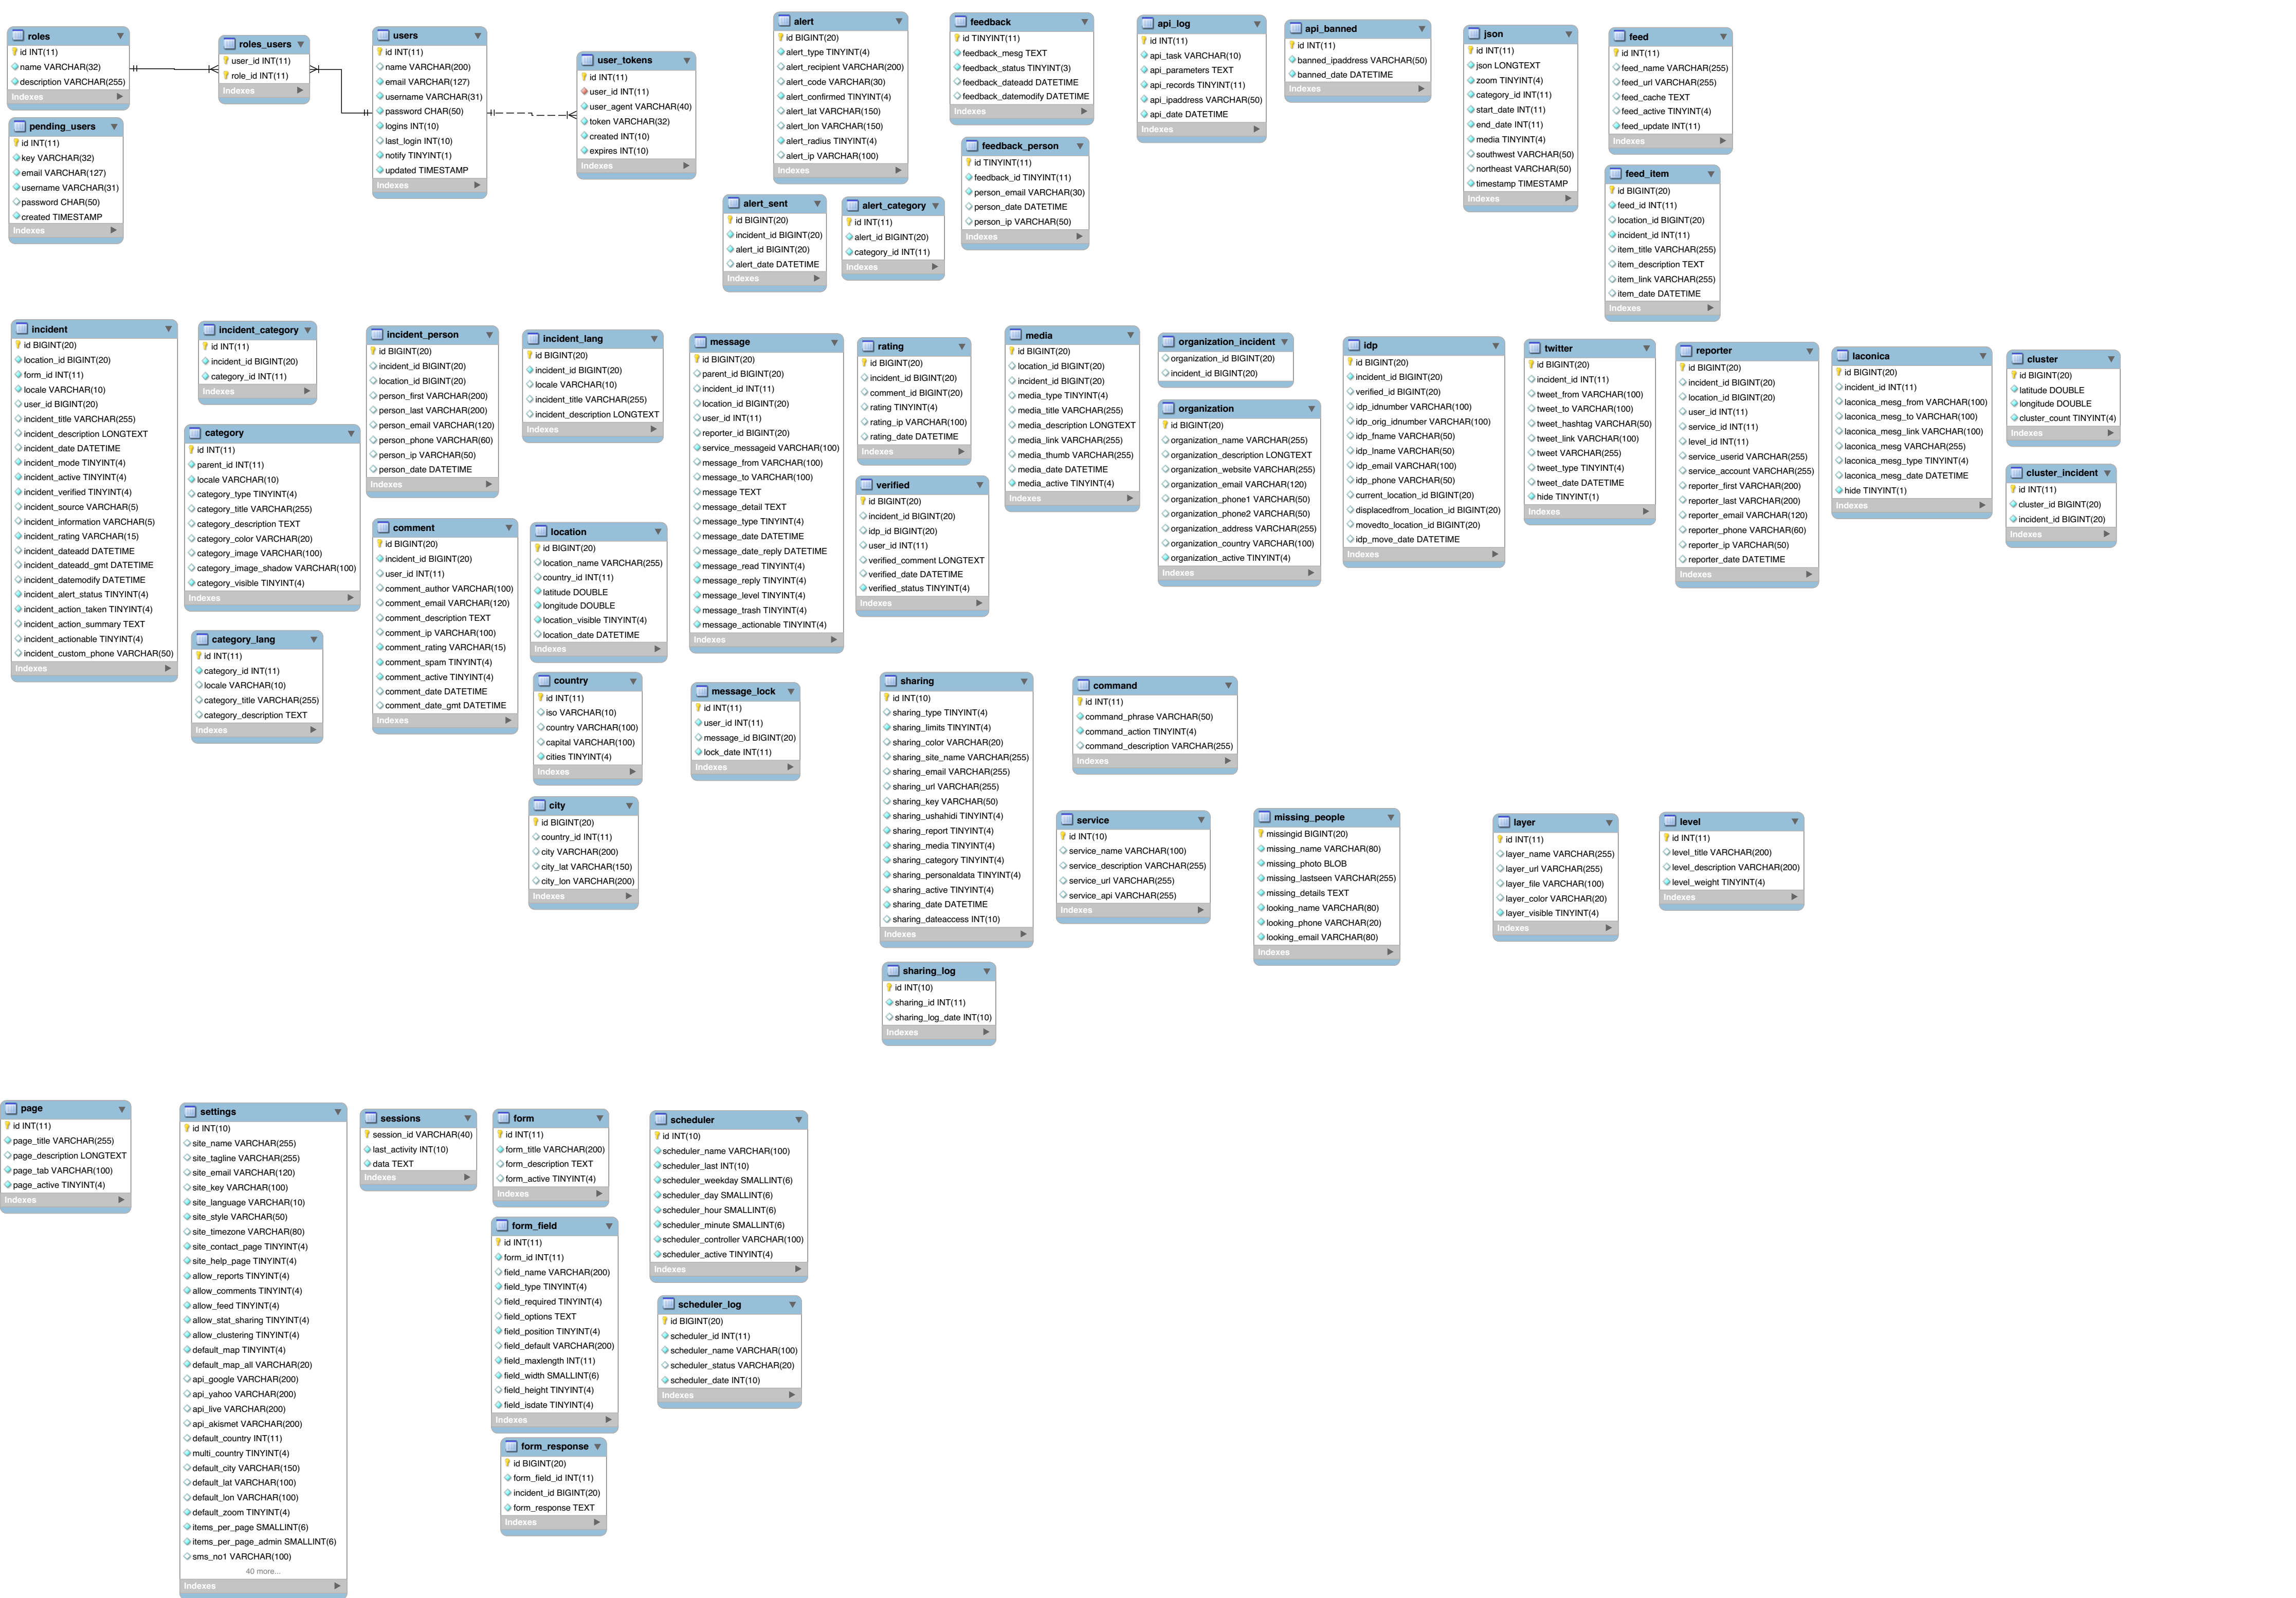 roles
id INT(11)
name VARCHAR(32)
description VARCHAR(255)
Indexes
pending_users
id INT(11)
key VARCHAR(32)
email VARCHAR(127)
username VARCHAR(31)
password CHAR(50)
created TIMESTAMP
Indexes
roles_users
user_id INT(11)
role_id INT(11)
Indexes
users
id INT(11)
name VARCHAR(200)
email VARCHAR(127)
username VARCHAR(31)
password CHAR(50)
logins INT(10)
last_login INT(10)
notify TINYINT(1)
updated TIMESTAMP
Indexes
user_tokens
id INT(11)
user_id INT(11)
user_agent VARCHAR(40)
token VARCHAR(32)
created INT(10)
expires INT(10)
Indexes
alert
id BIGINT(20)
alert_type TINYINT(4)
alert_recipient VARCHAR(200)
alert_code VARCHAR(30)
alert_confirmed TINYINT(4)
alert_lat VARCHAR(150)
alert_lon VARCHAR(150)
alert_radius TINYINT(4)
alert_ip VARCHAR(100)
Indexes
alert_sent
id BIGINT(20)
incident_id BIGINT(20)
alert_id BIGINT(20)
alert_date DATETIME
Indexes
alert_category
id INT(11)
alert_id BIGINT(20)
category_id INT(11)
Indexes
feedback
id TINYINT(11)
feedback_mesg TEXT
feedback_status TINYINT(3)
feedback_dateadd DATETIME
feedback_datemodify DATETIME
Indexes
feedback_person
id TINYINT(11)
feedback_id TINYINT(11)
person_email VARCHAR(30)
person_date DATETIME
person_ip VARCHAR(50)
Indexes
api_log
id INT(11)
api_task VARCHAR(10)
api_parameters TEXT
api_records TINYINT(11)
api_ipaddress VARCHAR(50)
api_date DATETIME
Indexes
api_banned
id INT(11)
banned_ipaddress VARCHAR(50)
banned_date DATETIME
Indexes
json
id INT(11)
json LONGTEXT
zoom TINYINT(4)
category_id INT(11)
start_date INT(11)
end_date INT(11)
media TINYINT(4)
southwest VARCHAR(50)
northeast VARCHAR(50)
timestamp TIMESTAMP
Indexes
feed
id INT(11)
feed_name VARCHAR(255)
feed_url VARCHAR(255)
feed_cache TEXT
feed_active TINYINT(4)
feed_update INT(11)
Indexes
feed_item
id BIGINT(20)
feed_id INT(11)
location_id BIGINT(20)
incident_id INT(11)
item_title VARCHAR(255)
item_description TEXT
item_link VARCHAR(255)
item_date DATETIME
Indexes
incident
id BIGINT(20)
location_id BIGINT(20)
form_id INT(11)
locale VARCHAR(10)
user_id BIGINT(20)
incident_title VARCHAR(255)
incident_description LONGTEXT
incident_date DATETIME
incident_mode TINYINT(4)
incident_active TINYINT(4)
incident_verified TINYINT(4)
incident_source VARCHAR(5)
incident_information VARCHAR(5)
incident_rating VARCHAR(15)
incident_dateadd DATETIME
incident_dateadd_gmt DATETIME
incident_datemodify DATETIME
incident_alert_status TINYINT(4)
incident_action_taken TINYINT(4)
incident_action_summary TEXT
incident_actionable TINYINT(4)
incident_custom_phone VARCHAR(50)
Indexes
incident_category
id INT(11)
incident_id BIGINT(20)
category_id INT(11)
Indexes
category
id INT(11)
parent_id INT(11)
locale VARCHAR(10)
category_type TINYINT(4)
category_title VARCHAR(255)
category_description TEXT
category_color VARCHAR(20)
category_image VARCHAR(100)
category_image_shadow VARCHAR(100)
category_visible TINYINT(4)
Indexes
category_lang
id INT(11)
category_id INT(11)
locale VARCHAR(10)
category_title VARCHAR(255)
category_description TEXT
Indexes
incident_person
id BIGINT(20)
incident_id BIGINT(20)
location_id BIGINT(20)
person_first VARCHAR(200)
person_last VARCHAR(200)
person_email VARCHAR(120)
person_phone VARCHAR(60)
person_ip VARCHAR(50)
person_date DATETIME
Indexes
comment
id BIGINT(20)
incident_id BIGINT(20)
user_id INT(11)
comment_author VARCHAR(100)
comment_email VARCHAR(120)
comment_description TEXT
comment_ip VARCHAR(100)
comment_rating VARCHAR(15)
comment_spam TINYINT(4)
comment_active TINYINT(4)
comment_date DATETIME
comment_date_gmt DATETIME
Indexes
incident_lang
id BIGINT(20)
incident_id BIGINT(20)
locale VARCHAR(10)
incident_title VARCHAR(255)
incident_description LONGTEXT
Indexes
location
id BIGINT(20)
location_name VARCHAR(255)
country_id INT(11)
latitude DOUBLE
longitude DOUBLE
location_visible TINYINT(4)
location_date DATETIME
Indexes
country
id INT(11)
iso VARCHAR(10)
country VARCHAR(100)
capital VARCHAR(100)
cities TINYINT(4)
Indexes
city
id BIGINT(20)
country_id INT(11)
city VARCHAR(200)
city_lat VARCHAR(150)
city_lon VARCHAR(200)
Indexes
message
id BIGINT(20)
parent_id BIGINT(20)
incident_id INT(11)
location_id BIGINT(20)
user_id INT(11)
reporter_id BIGINT(20)
service_messageid VARCHAR(100)
message_from VARCHAR(100)
message_to VARCHAR(100)
message TEXT
message_detail TEXT
message_type TINYINT(4)
message_date DATETIME
message_date_reply DATETIME
message_read TINYINT(4)
message_reply TINYINT(4)
message_level TINYINT(4)
message_trash TINYINT(4)
message_actionable TINYINT(4)
Indexes
message_lock
id INT(11)
user_id INT(11)
message_id BIGINT(20)
lock_date INT(11)
Indexes
rating
id BIGINT(20)
incident_id BIGINT(20)
comment_id BIGINT(20)
rating TINYINT(4)
rating_ip VARCHAR(100)
rating_date DATETIME
Indexes
verified
id BIGINT(20)
incident_id BIGINT(20)
idp_id BIGINT(20)
user_id INT(11)
verified_comment LONGTEXT
verified_date DATETIME
verified_status TINYINT(4)
Indexes
media
id BIGINT(20)
location_id BIGINT(20)
incident_id BIGINT(20)
media_type TINYINT(4)
media_title VARCHAR(255)
media_description LONGTEXT
media_link VARCHAR(255)
media_thumb VARCHAR(255)
media_date DATETIME
media_active TINYINT(4)
Indexes
organization_incident
organization_id BIGINT(20)
incident_id BIGINT(20)
Indexes
organization
id BIGINT(20)
organization_name VARCHAR(255)
organization_description LONGTEXT
organization_website VARCHAR(255)
organization_email VARCHAR(120)
organization_phone1 VARCHAR(50)
organization_phone2 VARCHAR(50)
organization_address VARCHAR(255)
organization_country VARCHAR(100)
organization_active TINYINT(4)
Indexes
idp
id BIGINT(20)
incident_id BIGINT(20)
verified_id BIGINT(20)
idp_idnumber VARCHAR(100)
idp_orig_idnumber VARCHAR(100)
idp_fname VARCHAR(50)
idp_lname VARCHAR(50)
idp_email VARCHAR(100)
idp_phone VARCHAR(50)
current_location_id BIGINT(20)
displacedfrom_location_id BIGINT(20)
movedto_location_id BIGINT(20)
idp_move_date DATETIME
Indexes
twitter
id BIGINT(20)
incident_id INT(11)
tweet_from VARCHAR(100)
tweet_to VARCHAR(100)
tweet_hashtag VARCHAR(50)
tweet_link VARCHAR(100)
tweet VARCHAR(255)
tweet_type TINYINT(4)
tweet_date DATETIME
hide TINYINT(1)
Indexes
reporter
id BIGINT(20)
incident_id BIGINT(20)
location_id BIGINT(20)
user_id INT(11)
service_id INT(11)
level_id INT(11)
service_userid VARCHAR(255)
service_account VARCHAR(255)
reporter_first VARCHAR(200)
reporter_last VARCHAR(200)
reporter_email VARCHAR(120)
reporter_phone VARCHAR(60)
reporter_ip VARCHAR(50)
reporter_date DATETIME
Indexes
laconica
id BIGINT(20)
incident_id INT(11)
laconica_mesg_from VARCHAR(100)
laconica_mesg_to VARCHAR(100)
laconica_mesg_link VARCHAR(100)
laconica_mesg VARCHAR(255)
laconica_mesg_type TINYINT(4)
laconica_mesg_date DATETIME
hide TINYINT(1)
Indexes
cluster
id BIGINT(20)
latitude DOUBLE
longitude DOUBLE
cluster_count TINYINT(4)
Indexes
cluster_incident
id INT(11)
cluster_id BIGINT(20)
incident_id BIGINT(20)
Indexes
sharing
id INT(10)
sharing_type TINYINT(4)
sharing_limits TINYINT(4)
sharing_color VARCHAR(20)
sharing_site_name VARCHAR(255)
sharing_email VARCHAR(255)
sharing_url VARCHAR(255)
sharing_key VARCHAR(50)
sharing_ushahidi TINYINT(4)
sharing_report TINYINT(4)
sharing_media TINYINT(4)
sharing_category TINYINT(4)
sharing_personaldata TINYINT(4)
sharing_active TINYINT(4)
sharing_date DATETIME
sharing_dateaccess INT(10)
Indexes
sharing_log
id INT(10)
sharing_id INT(11)
sharing_log_date INT(10)
Indexes
command
id INT(11)
command_phrase VARCHAR(50)
command_action TINYINT(4)
command_description VARCHAR(255)
Indexes
service
id INT(10)
service_name VARCHAR(100)
service_description VARCHAR(255)
service_url VARCHAR(255)
service_api VARCHAR(255)
Indexes
missing_people
missingid BIGINT(20)
missing_name VARCHAR(80)
missing_photo BLOB
missing_lastseen VARCHAR(255)
missing_details TEXT
looking_name VARCHAR(80)
looking_phone VARCHAR(20)
looking_email VARCHAR(80)
Indexes
layer
id INT(11)
layer_name VARCHAR(255)
layer_url VARCHAR(255)
layer_file VARCHAR(100)
layer_color VARCHAR(20)
layer_visible TINYINT(4)
Indexes
level
id INT(11)
level_title VARCHAR(200)
level_description VARCHAR(200)
level_weight TINYINT(4)
Indexes
page
id INT(11)
page_title VARCHAR(255)
page_description LONGTEXT
page_tab VARCHAR(100)
page_active TINYINT(4)
Indexes
settings
id INT(10)
site_name VARCHAR(255)
site_tagline VARCHAR(255)
site_email VARCHAR(120)
site_key VARCHAR(100)
site_language VARCHAR(10)
site_style VARCHAR(50)
site_timezone VARCHAR(80)
site_contact_page TINYINT(4)
site_help_page TINYINT(4)
allow_reports TINYINT(4)
allow_comments TINYINT(4)
allow_feed TINYINT(4)
allow_stat_sharing TINYINT(4)
allow_clustering TINYINT(4)
default_map TINYINT(4)
default_map_all VARCHAR(20)
api_google VARCHAR(200)
api_yahoo VARCHAR(200)
api_live VARCHAR(200)
api_akismet VARCHAR(200)
default_country INT(11)
multi_country TINYINT(4)
default_city VARCHAR(150)
default_lat VARCHAR(100)
default_lon VARCHAR(100)
default_zoom TINYINT(4)
items_per_page SMALLINT(6)
items_per_page_admin SMALLINT(6)
sms_no1 VARCHAR(100)
40 more...
Indexes
sessions
session_id VARCHAR(40)
last_activity INT(10)
data TEXT
Indexes
form
id INT(11)
form_title VARCHAR(200)
form_description TEXT
form_active TINYINT(4)
Indexes
form_field
id INT(11)
form_id INT(11)
field_name VARCHAR(200)
field_type TINYINT(4)
field_required TINYINT(4)
field_options TEXT
field_position TINYINT(4)
field_default VARCHAR(200)
field_maxlength INT(11)
field_width SMALLINT(6)
field_height TINYINT(4)
field_isdate TINYINT(4)
Indexes
form_response
id BIGINT(20)
form_field_id INT(11)
incident_id BIGINT(20)
form_response TEXT
Indexes
scheduler
id INT(10)
scheduler_name VARCHAR(100)
scheduler_last INT(10)
scheduler_weekday SMALLINT(6)
scheduler_day SMALLINT(6)
scheduler_hour SMALLINT(6)
scheduler_minute SMALLINT(6)
scheduler_controller VARCHAR(100)
scheduler_active TINYINT(4)
Indexes
scheduler_log
id BIGINT(20)
scheduler_id INT(11)
scheduler_name VARCHAR(100)
scheduler_status VARCHAR(20)
scheduler_date INT(10)
Indexes